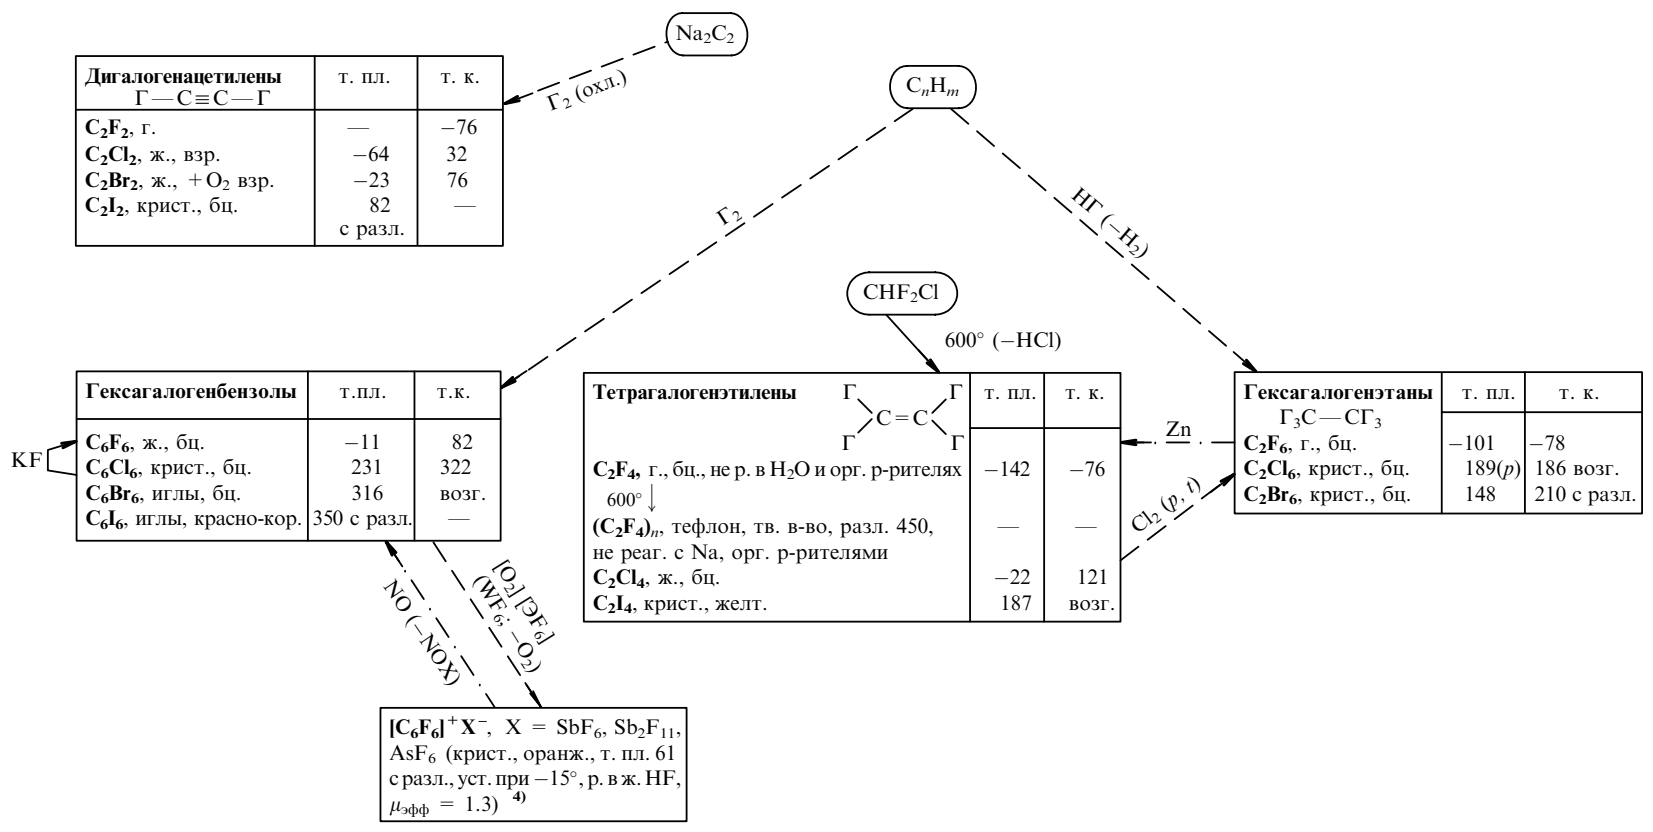 Na₂C₂
Дигалогенацетилены т. пл. т. к.
Г—C≡C—Г
C₂F₂, г. — −76
C₂Cl₂, ж., взр. −64 32
C₂Br₂, ж., +O₂ взр. −23 76
C₂I₂, крист., бц. 82 —
с разл.
Г₂ (охл.)
CₙHₘ
Г₂
НГ (−H₂)
CHF₂Cl
600° (−HCl)
Гексагалогенбензолы т.пл. т.к.
C₆F₆, ж., бц. −11 82
C₆Cl₆, крист., бц. 231 322
C₆Br₆, иглы, бц. 316 возг.
C₆I₆, иглы, красно-кор. 350 с разл. —
KF
Тетрагалогенэтилены т. пл. т. к.
Г Г
C=C
Г Г
C₂F₄, г., бц., не р. в H₂O и орг. р-рителях −142 −76
600°
(C₂F₄)ₙ, тефлон, тв. в-во, разл. 450, — —
не реаг. с Na, орг. р-рителями
C₂Cl₄, ж., бц. −22 121
C₂I₄, крист., желт. 187 возг.
Zn
Cl₂ (p, t)
Гексагалогенэтаны т. пл. т. к.
Г₃C—CГ₃
C₂F₆, г., бц. −101 −78
C₂Cl₆, крист., бц. 189(p) 186 возг.
C₂Br₆, крист., бц. 148 210 с разл.
NO (−NOX)
[O₂] [ЭF₆]
(WF₆; −O₂)
[C₆F₆]⁺X⁻, X = SbF₆, Sb₂F₁₁,
AsF₆ (крист., оранж., т. пл. 61
с разл., уст. при −15°, р. в ж. HF,
μэфф = 1.3) ⁴⁾